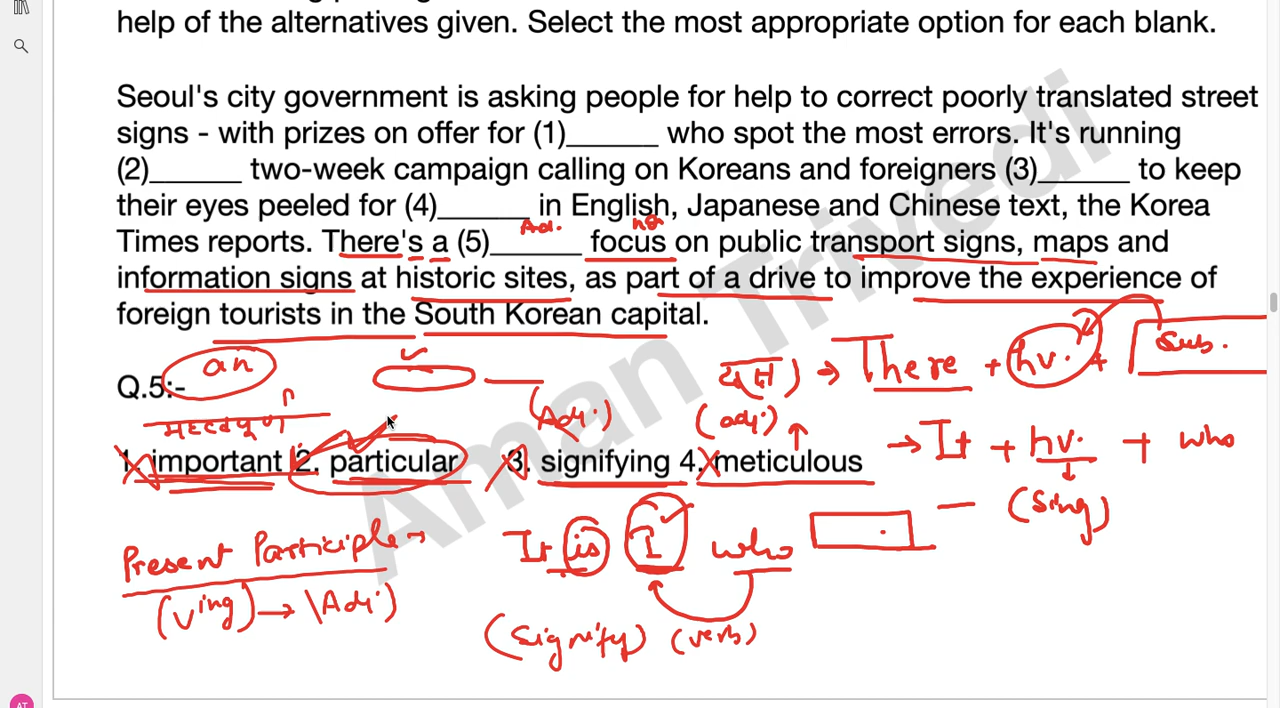 help of the alternatives given. Select the most appropriate option for each blank.
Seoul's city government is asking people for help to correct poorly translated street
signs - with prizes on offer for (1)______ who spot the most errors. It's running
(2)______ two-week campaign calling on Koreans and foreigners (3)______ to keep
their eyes peeled for (4)______ in English, Japanese and Chinese text, the Korea
Adj.
Times reports. There's a (5)______ focus on public transport signs, maps and
information signs at historic sites, as part of a drive to improve the experience of
foreign tourists in the South Korean capital.
an
Q.5:-
There + hv. + Sub.
(Adj.) (adj.)
महत्वपूर्ण
1. important 2. particular 3. signifying 4. meticulous
It + hv. + who
(Sing)
Present Participle
It is I who
(Ving) → Adj.)
(Signify) (verb)
Aman Trivedi
AT